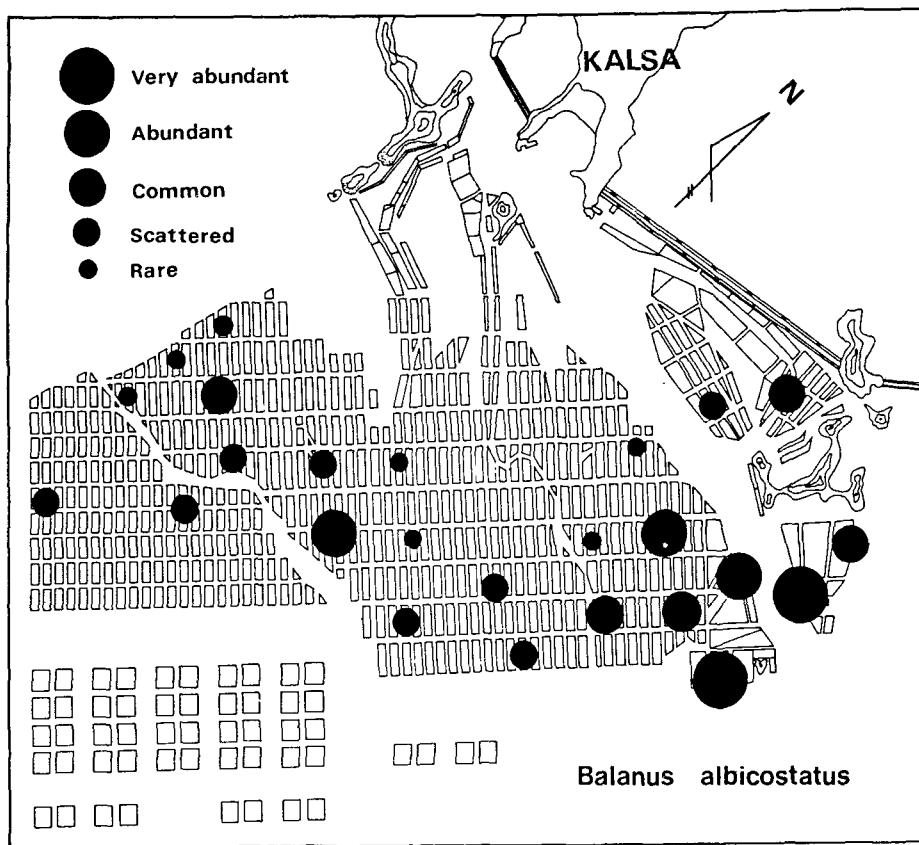 Very abundant
Abundant
Common
Scattered
Rare
KALSA
N
Balanus albicostatus